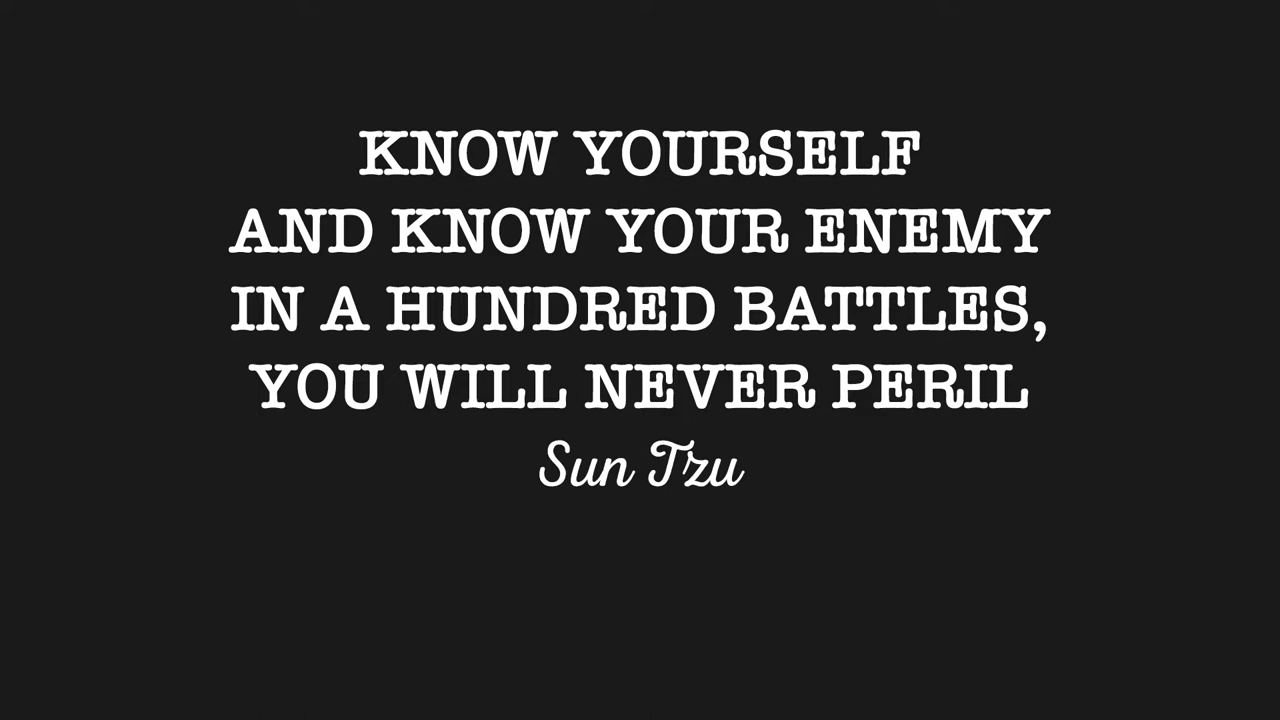 KNOW YOURSELF
AND KNOW YOUR ENEMY
IN A HUNDRED BATTLES,
YOU WILL NEVER PERIL
Sun Tzu